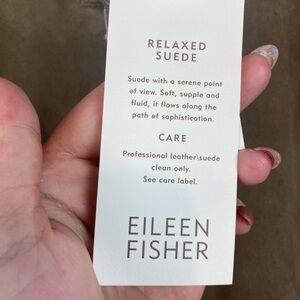 RELAXED
SUEDE
Suede with a serene point
of view. Soft, supple and
fluid, it flows along the
path of sophistication.
CARE
Professional leather\suede
clean only.
See care label.
EILEEN
FISHER